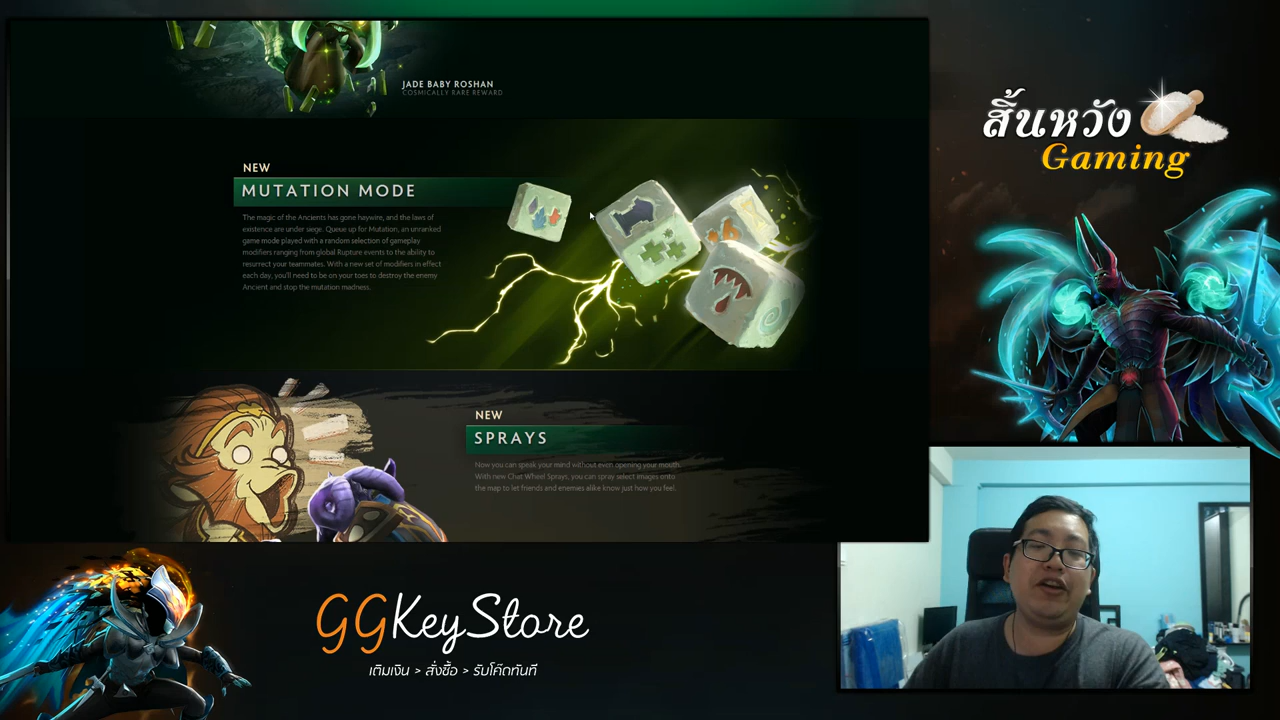 JADE BABY ROSHAN
COSMICALLY RARE REWARD
NEW
MUTATION MODE
The magic of the Ancients has gone haywire, and the laws of
existence are under siege. Queue up for Mutation, an unranked
game mode played with a random selection of gameplay
modifiers ranging from global Rupture events to the ability to
resurrect your teammates. With a new set of modifiers in effect
each day, you'll need to be on your toes to destroy the enemy
Ancient and stop the mutation madness.
NEW
SPRAYS
Now you can speak your mind without even opening your mouth.
With new Chat Wheel Sprays, you can spray select images onto
the map to let friends and enemies alike know just how you feel.
สิ้นหวัง
Gaming
GGKeyStore
เติมเงิน > สั่งซื้อ > รับโค๊ดทันที